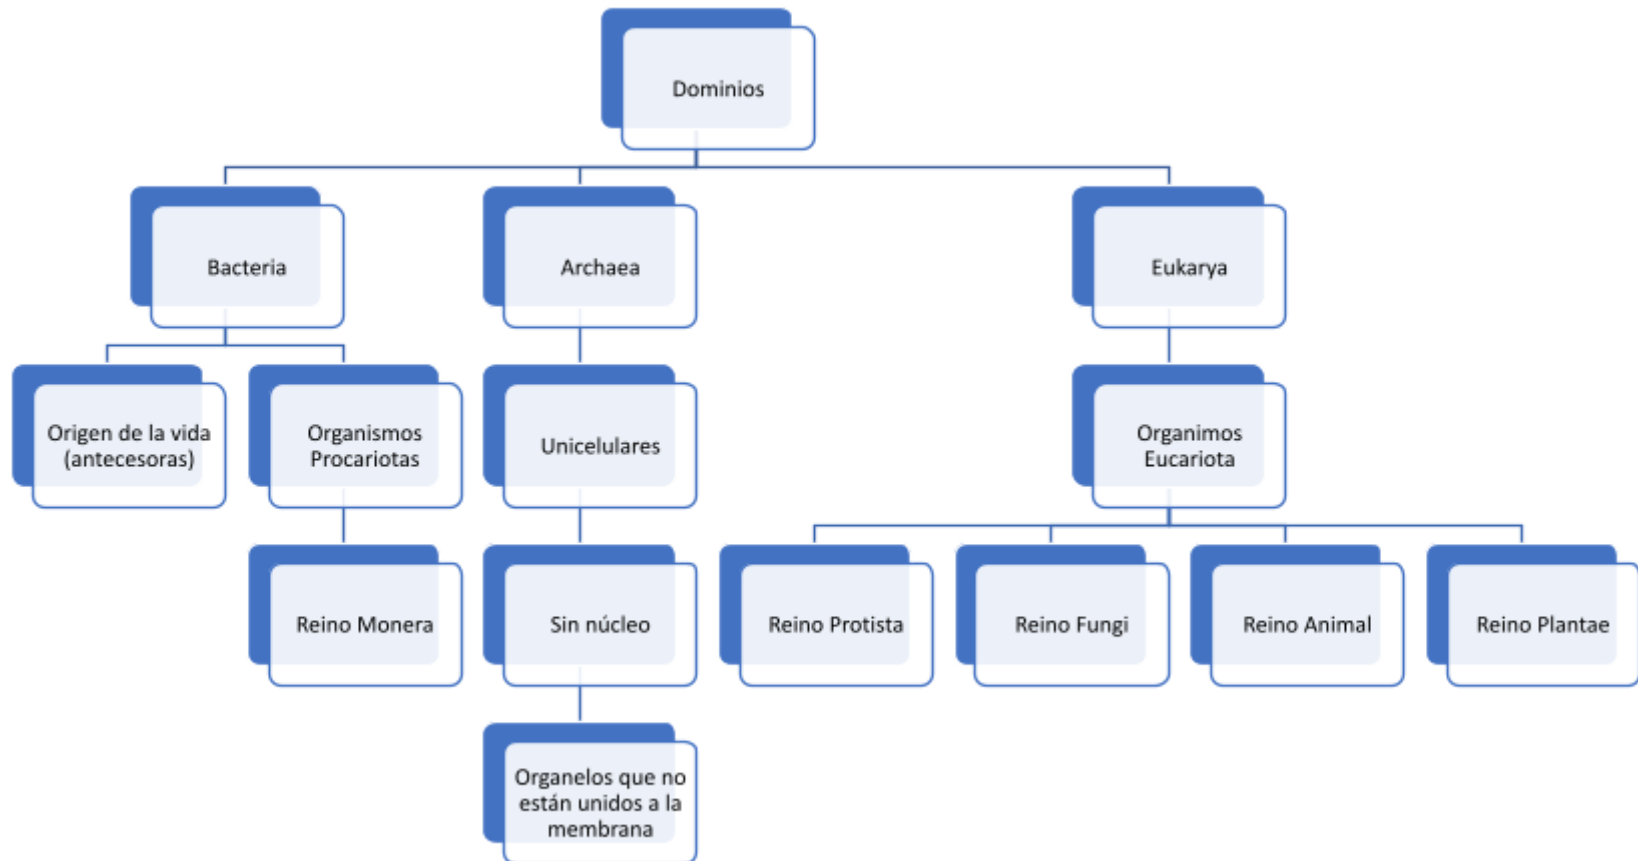 Dominios
Bacteria
Archaea
Eukarya
Origen de la vida
(antecesoras)
Organismos
Procariotas
Unicelulares
Organimos
Eucariota
Reino Monera
Sin núcleo
Reino Protista
Reino Fungi
Reino Animal
Reino Plantae
Organelos que no
están unidos a la
membrana